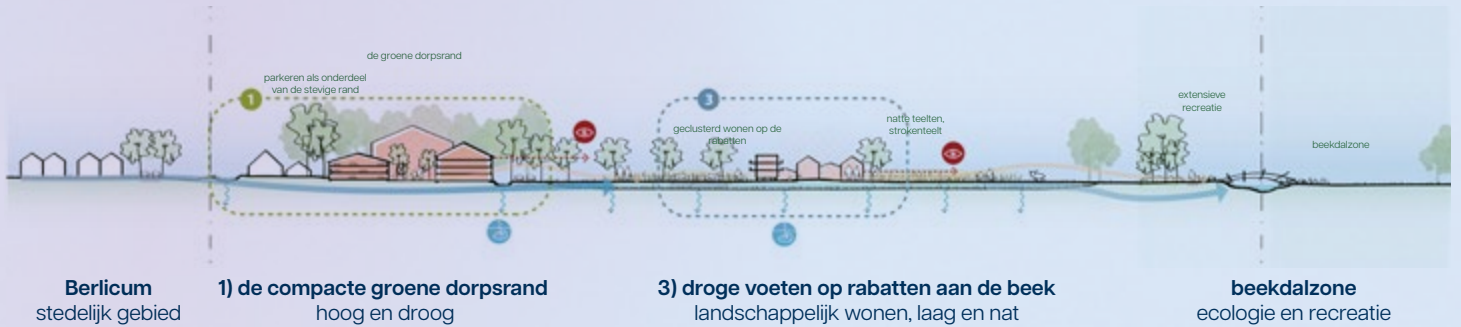 de groene dorpsrand
parkeren als onderdeel
van de stevige rand
1
3
geclusterd wonen op de
rabatten
natte teelten,
strokenteelt
extensieve
recreatie
beekdalzone
Berlicum
stedelijk gebied
1) de compacte groene dorpsrand
hoog en droog
3) droge voeten op rabatten aan de beek
landschappelijk wonen, laag en nat
beekdalzone
ecologie en recreatie